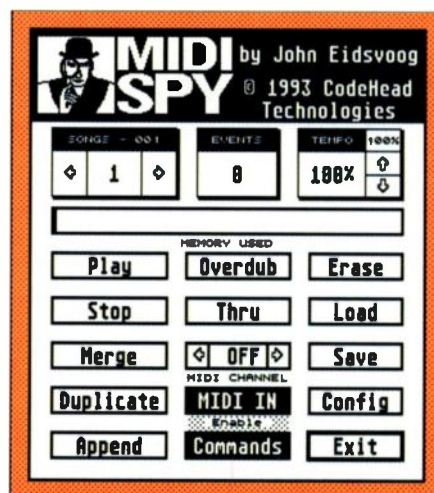 MIDI by John Eidsvoog
SPY © 1993 CodeHead
Technologies
SONGS - 001 EVENTS TEMPO 100%
1 0 100%
MEMORY USED
Play Overdub Erase
Stop Thru Load
Merge OFF Save
MIDI CHANNEL
Duplicate MIDI IN Config
Enable
Append Commands Exit